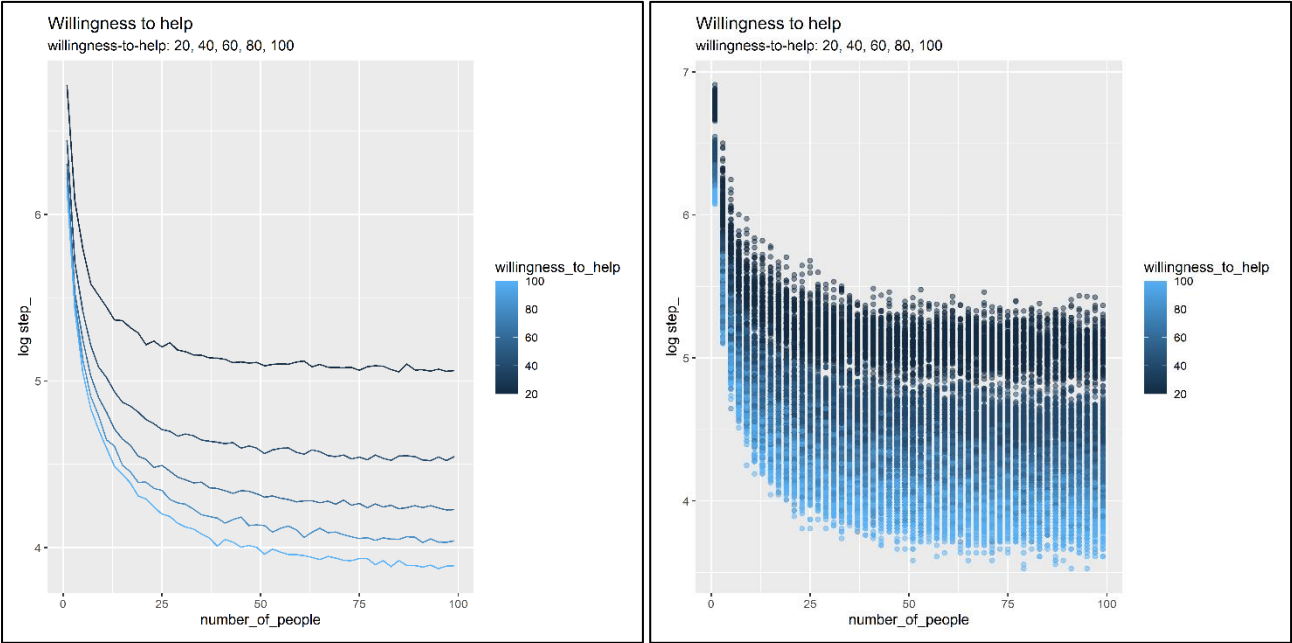 Willingness to help
willingness-to-help: 20, 40, 60, 80, 100
6
5
4
log step_
0
25
50
75
100
number_of_people
willingness_to_help
100
80
60
40
20
Willingness to help
willingness-to-help: 20, 40, 60, 80, 100
7
6
5
4
log step_
0
25
50
75
100
number_of_people
willingness_to_help
100
80
60
40
20